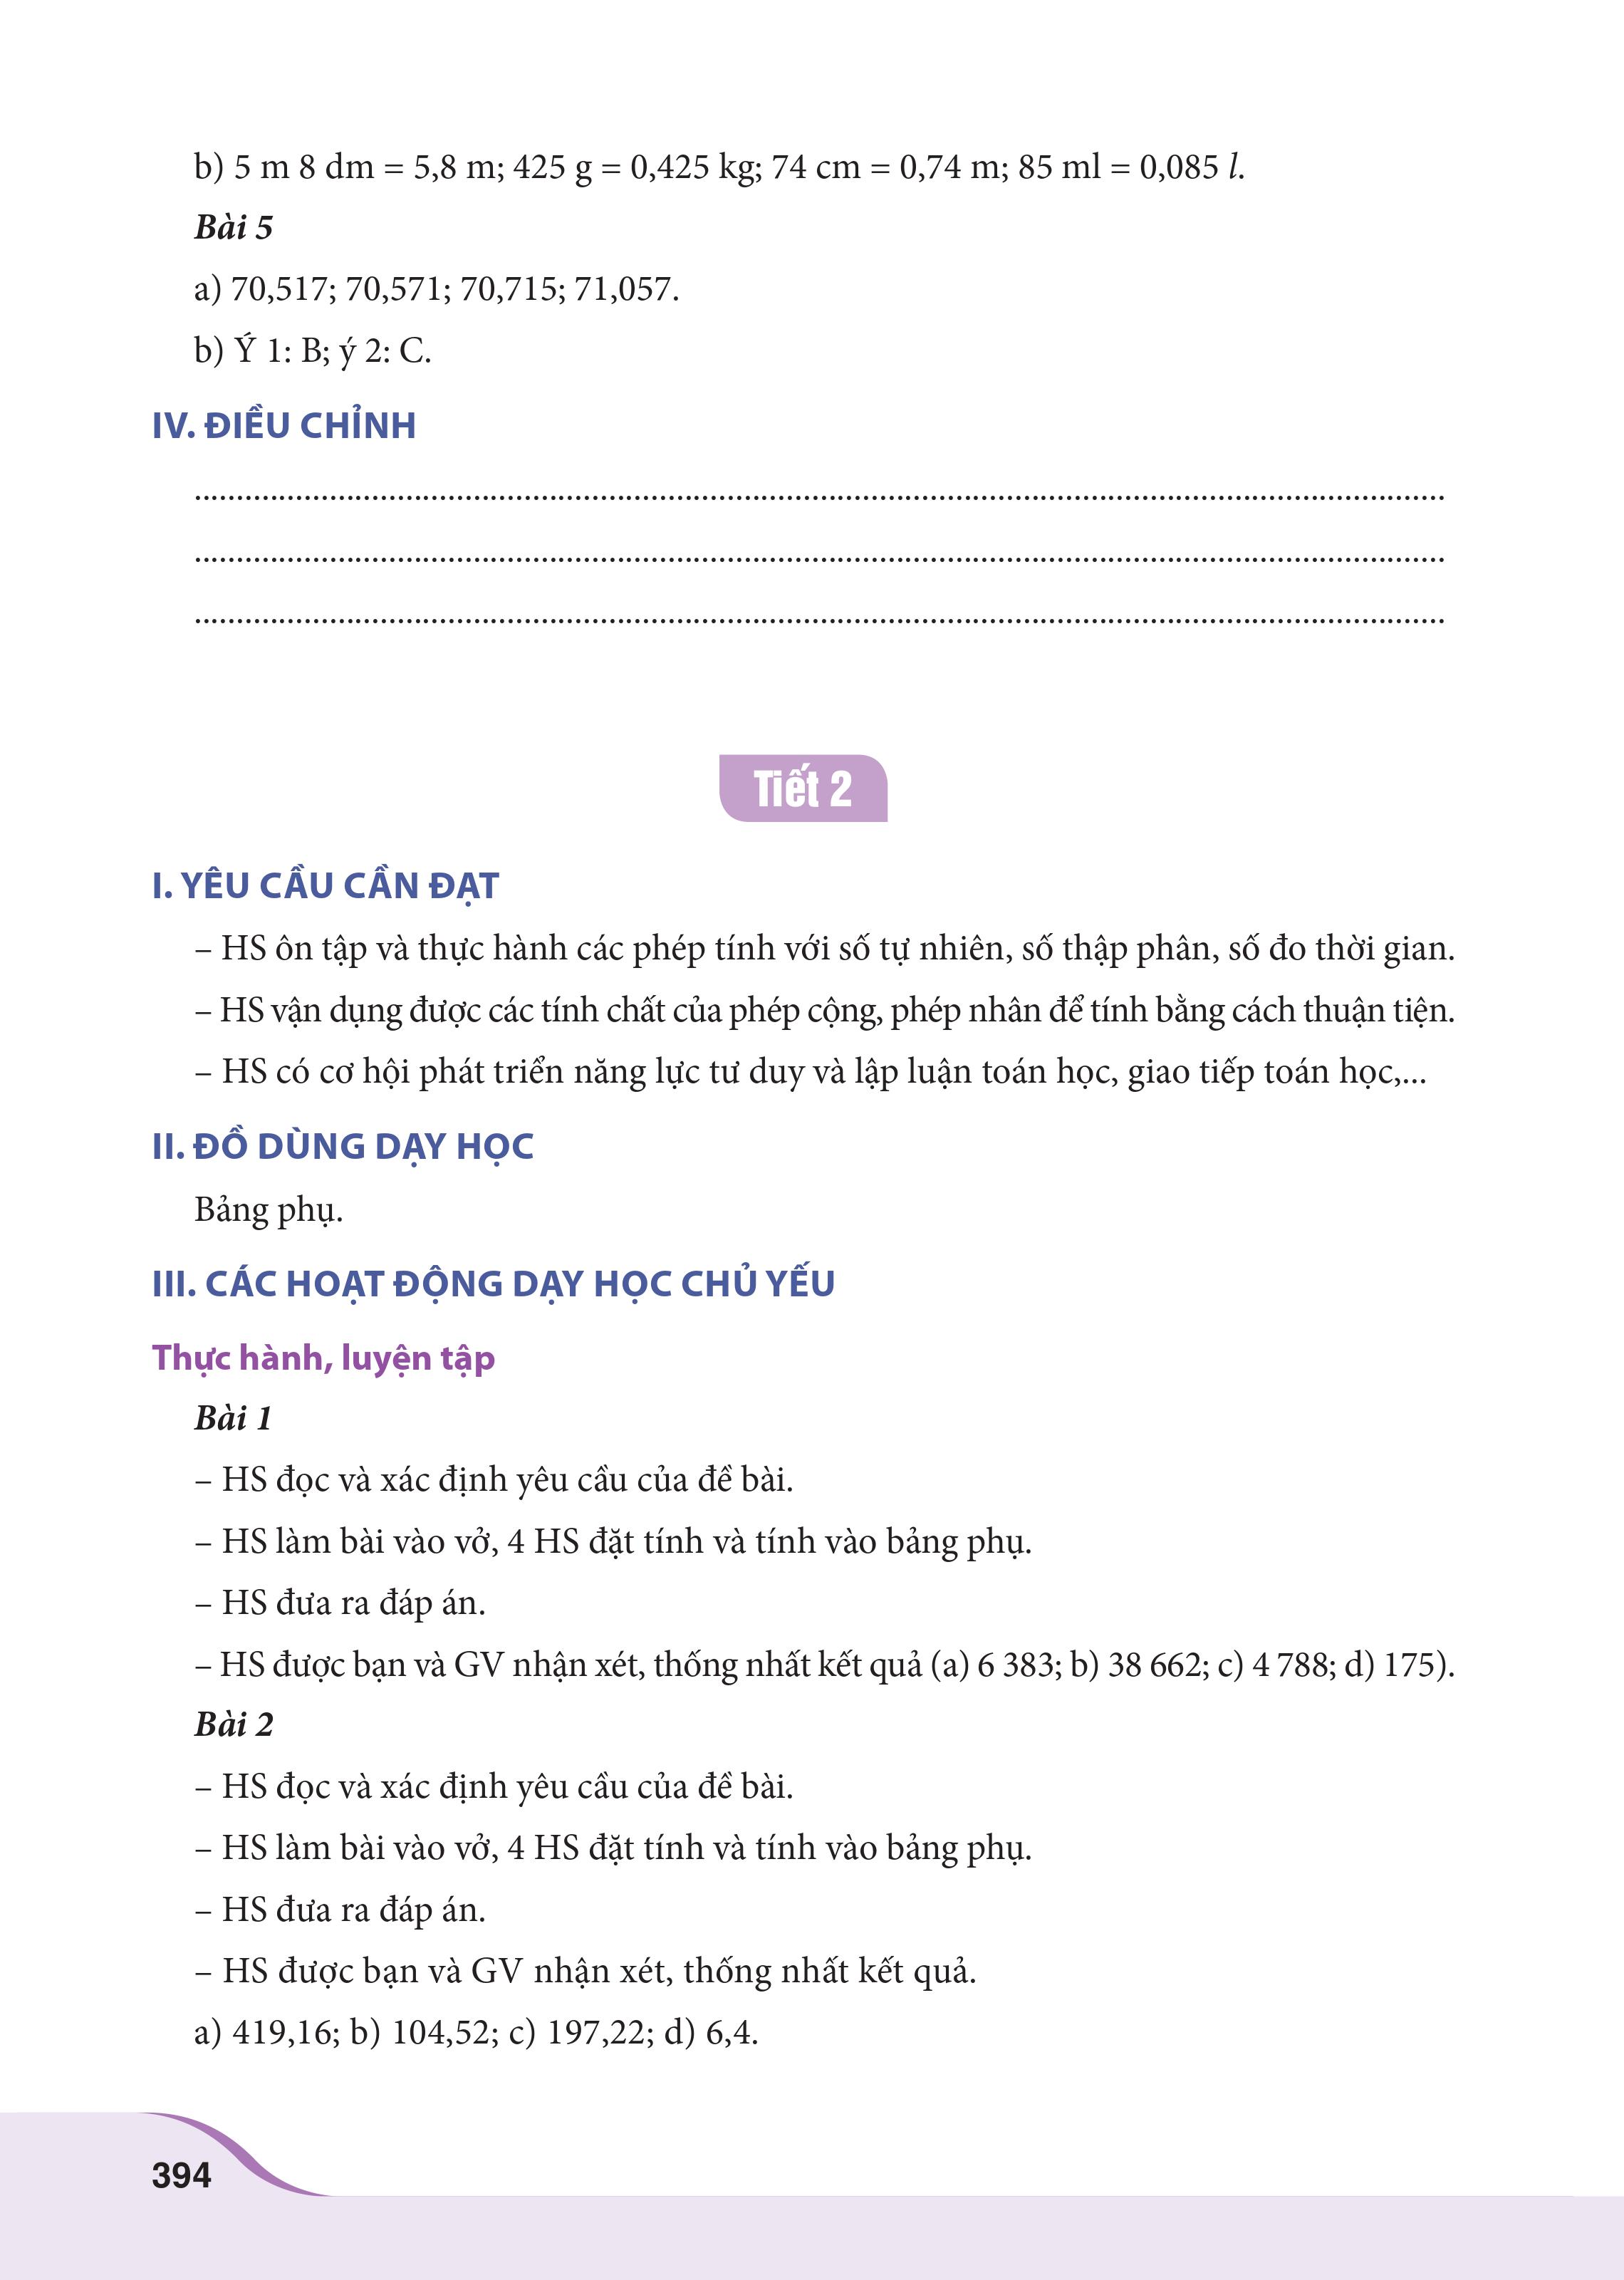 b) 5 m 8 dm = 5,8 m; 425 g = 0,425 kg; 74 cm = 0,74 m; 85 ml = 0,085 l.
Bài 5
a) 70,517; 70,571; 70,715; 71,057.
b) Ý 1: B; ý 2: C.
IV. ĐIỀU CHỈNH
Tiết 2
I. YÊU CẦU CẦN ĐẠT
– HS ôn tập và thực hành các phép tính với số tự nhiên, số thập phân, số đo thời gian.
– HS vận dụng được các tính chất của phép cộng, phép nhân để tính bằng cách thuận tiện.
– HS có cơ hội phát triển năng lực tư duy và lập luận toán học, giao tiếp toán học,...
II. ĐỒ DÙNG DẠY HỌC
Bảng phụ.
III. CÁC HOẠT ĐỘNG DẠY HỌC CHỦ YẾU
Thực hành, luyện tập
Bài 1
– HS đọc và xác định yêu cầu của đề bài.
– HS làm bài vào vở, 4 HS đặt tính và tính vào bảng phụ.
– HS đưa ra đáp án.
– HS được bạn và GV nhận xét, thống nhất kết quả (a) 6 383; b) 38 662; c) 4 788; d) 175).
Bài 2
– HS đọc và xác định yêu cầu của đề bài.
– HS làm bài vào vở, 4 HS đặt tính và tính vào bảng phụ.
– HS đưa ra đáp án.
– HS được bạn và GV nhận xét, thống nhất kết quả.
a) 419,16; b) 104,52; c) 197,22; d) 6,4.
394